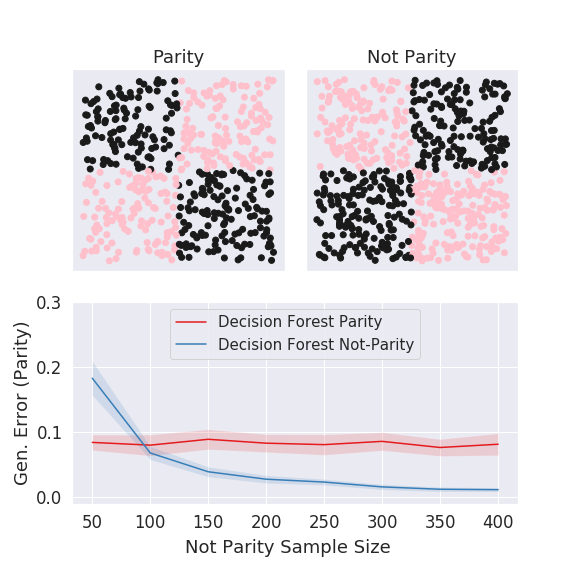 Parity
Not Parity
0.3
0.2
0.1
0.0
Gen. Error (Parity)
Decision Forest Parity
Decision Forest Not-Parity
50 100 150 200 250 300 350 400
Not Parity Sample Size